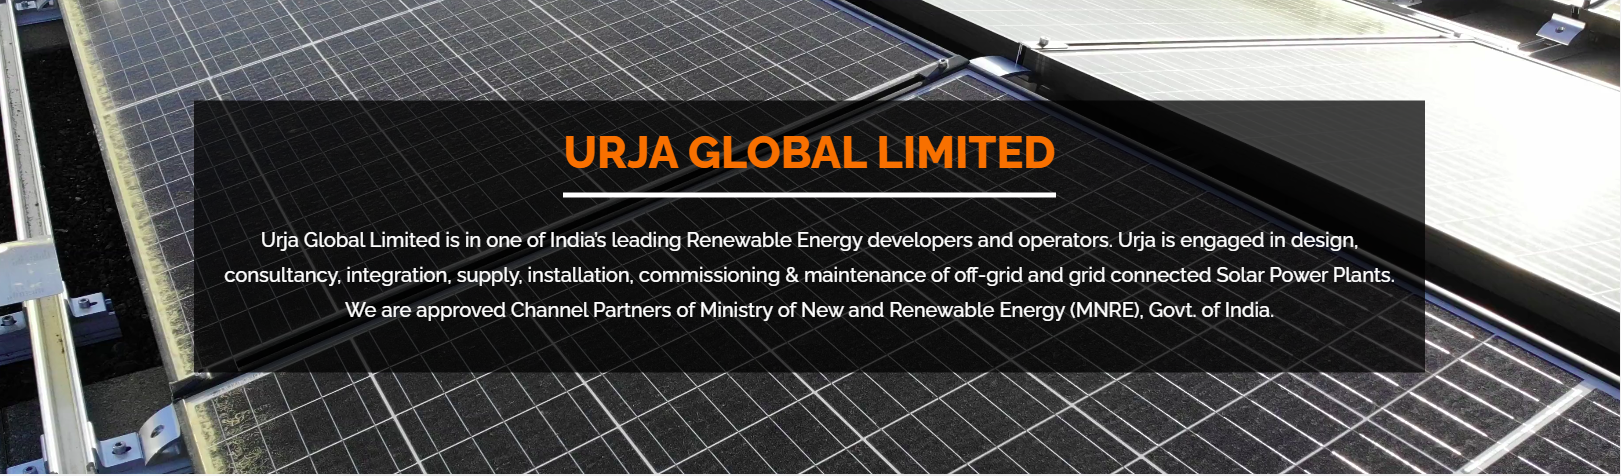 URJA GLOBAL LIMITED
Urja Global Limited is in one of India's leading Renewable Energy developers and operators. Urja is engaged in design,
consultancy, integration, supply, installation, commissioning & maintenance of off-grid and grid connected Solar Power Plants.
We are approved Channel Partners of Ministry of New and Renewable Energy (MNRE), Govt. of India.